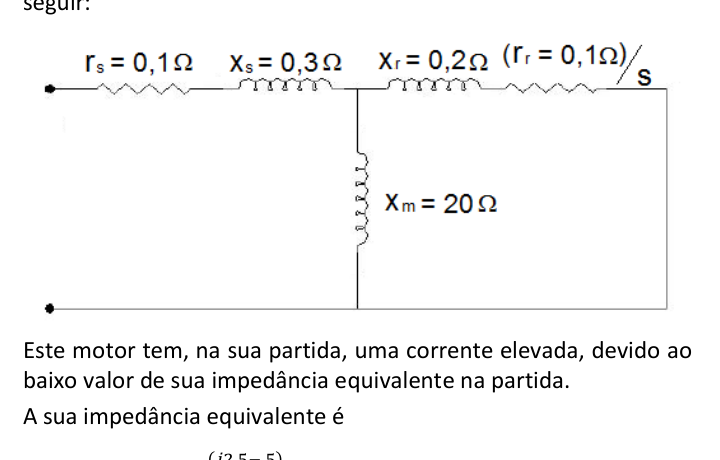 seguir:
rs = 0,1Ω xs = 0,3Ω xr = 0,2Ω (rr = 0,1Ω)/s
xm = 20Ω
Este motor tem, na sua partida, uma corrente elevada, devido ao
baixo valor de sua impedância equivalente na partida.
A sua impedância equivalente é